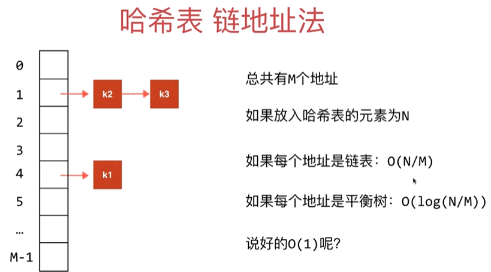 哈希表 链地址法
0
1
2
3
4
5
…
M-1
k2
k3
k1
总共有M个地址
如果放入哈希表的元素为N
如果每个地址是链表：O(N/M)
如果每个地址是平衡树：O(log(N/M))
说好的O(1)呢？